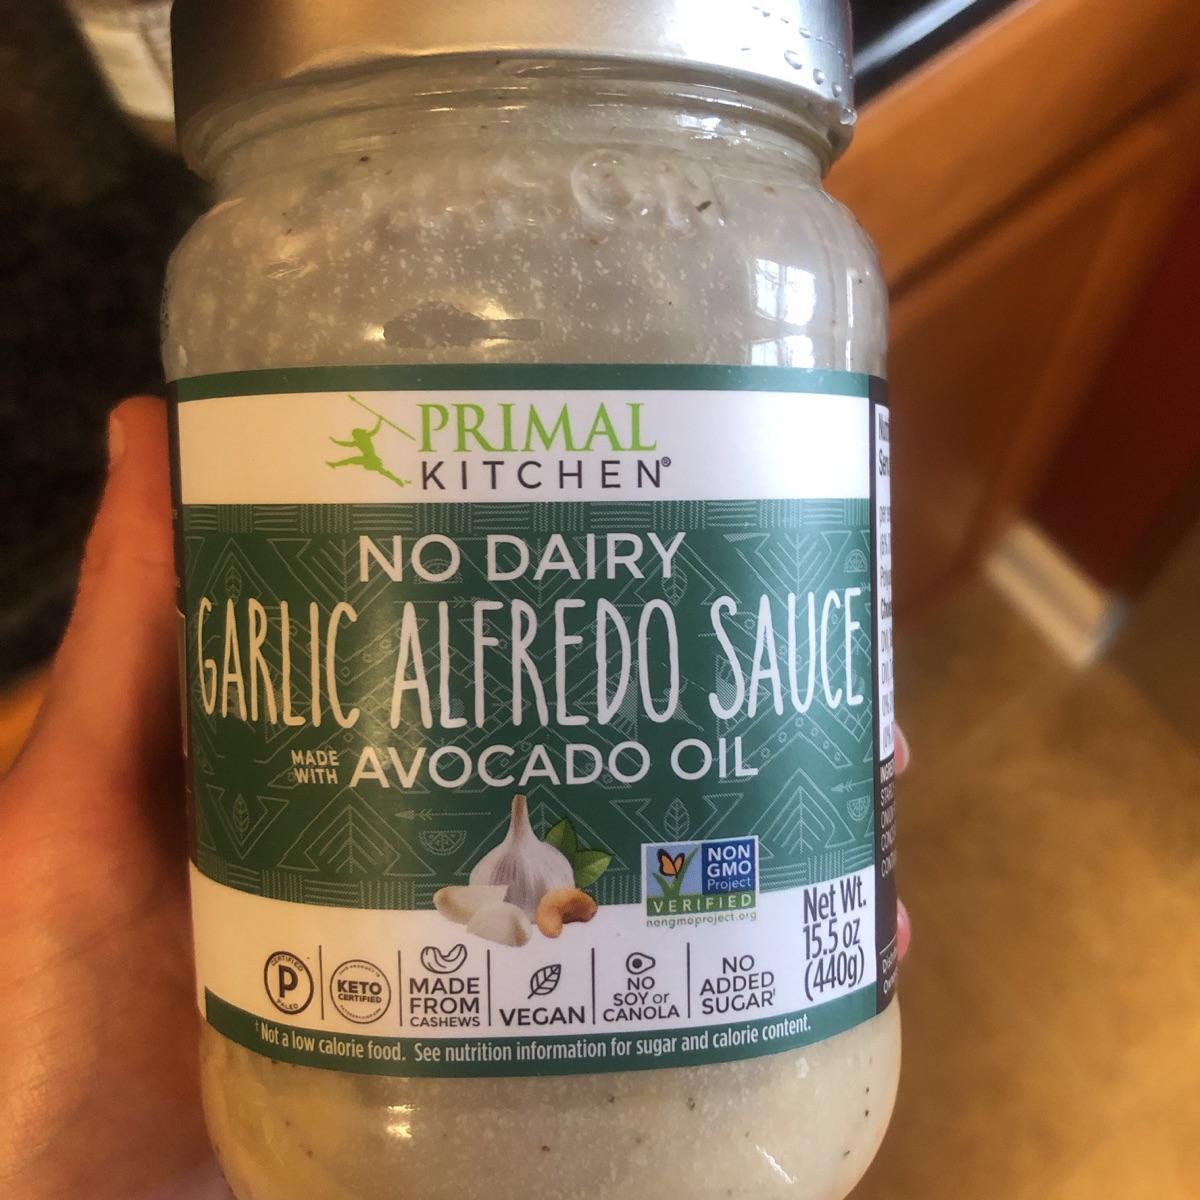 PRIMAL
KITCHEN®
NO DAIRY
GARLIC ALFREDO SAUCE
MADE WITH AVOCADO OIL
NON
GMO
Project
VERIFIED
nongmoproject.org
Net Wt.
15.5 oz
(440g)
CERTIFIED
P
PALEO
KETO
CERTIFIED
MADE
FROM
CASHEWS
VEGAN
NO
SOY or
CANOLA
NO
ADDED
SUGAR†
†Not a low calorie food. See nutrition information for sugar and calorie content.